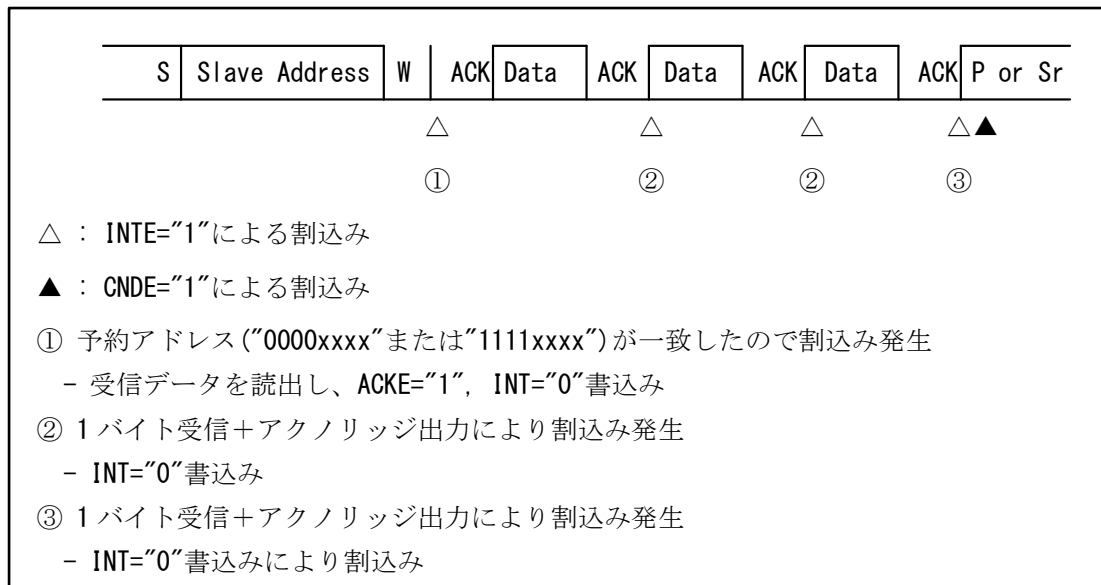 S Slave Address W ACK Data ACK Data ACK Data ACK P or Sr
△ △ △ △▲
① ② ② ③
△ : INTE="1"による割込み
▲ : CNDE="1"による割込み
① 予約アドレス("0000xxxx"または"1111xxxx")が一致したので割込み発生
- 受信データを読出し、ACKE="1", INT="0"書込み
② 1バイト受信＋アクノリッジ出力により割込み発生
- INT="0"書込み
③ 1バイト受信＋アクノリッジ出力により割込み発生
- INT="0"書込みにより割込み